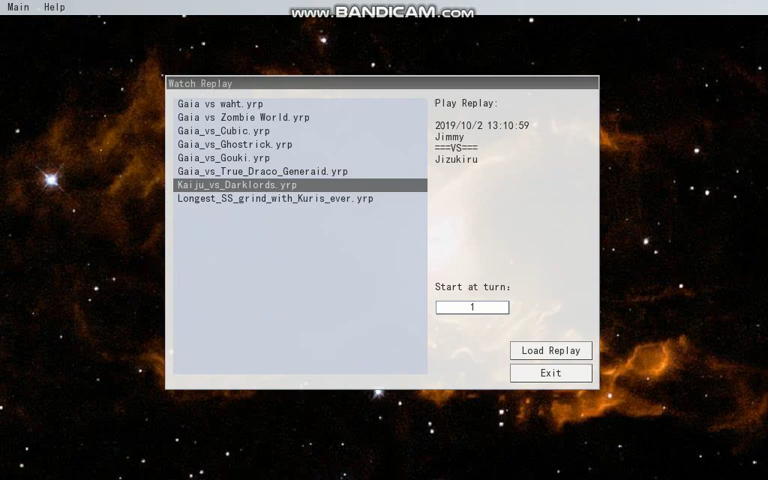 Main Help
www.BANDICAM.com
Watch Replay
Gaia vs waht.yrp
Gaia vs Zombie World.yrp
Gaia_vs_Cubic.yrp
Gaia_vs_Ghostrick.yrp
Gaia_vs_Gouki.yrp
Gaia_vs_True_Draco_Generaid.yrp
Kaiju_vs_Darklords.yrp
Longest_SS_grind_with_Kuris_ever.yrp
Play Replay:
2019/10/2 13:10:59
Jimmy
===VS===
Jizukiru
Start at turn:
1
Load Replay
Exit